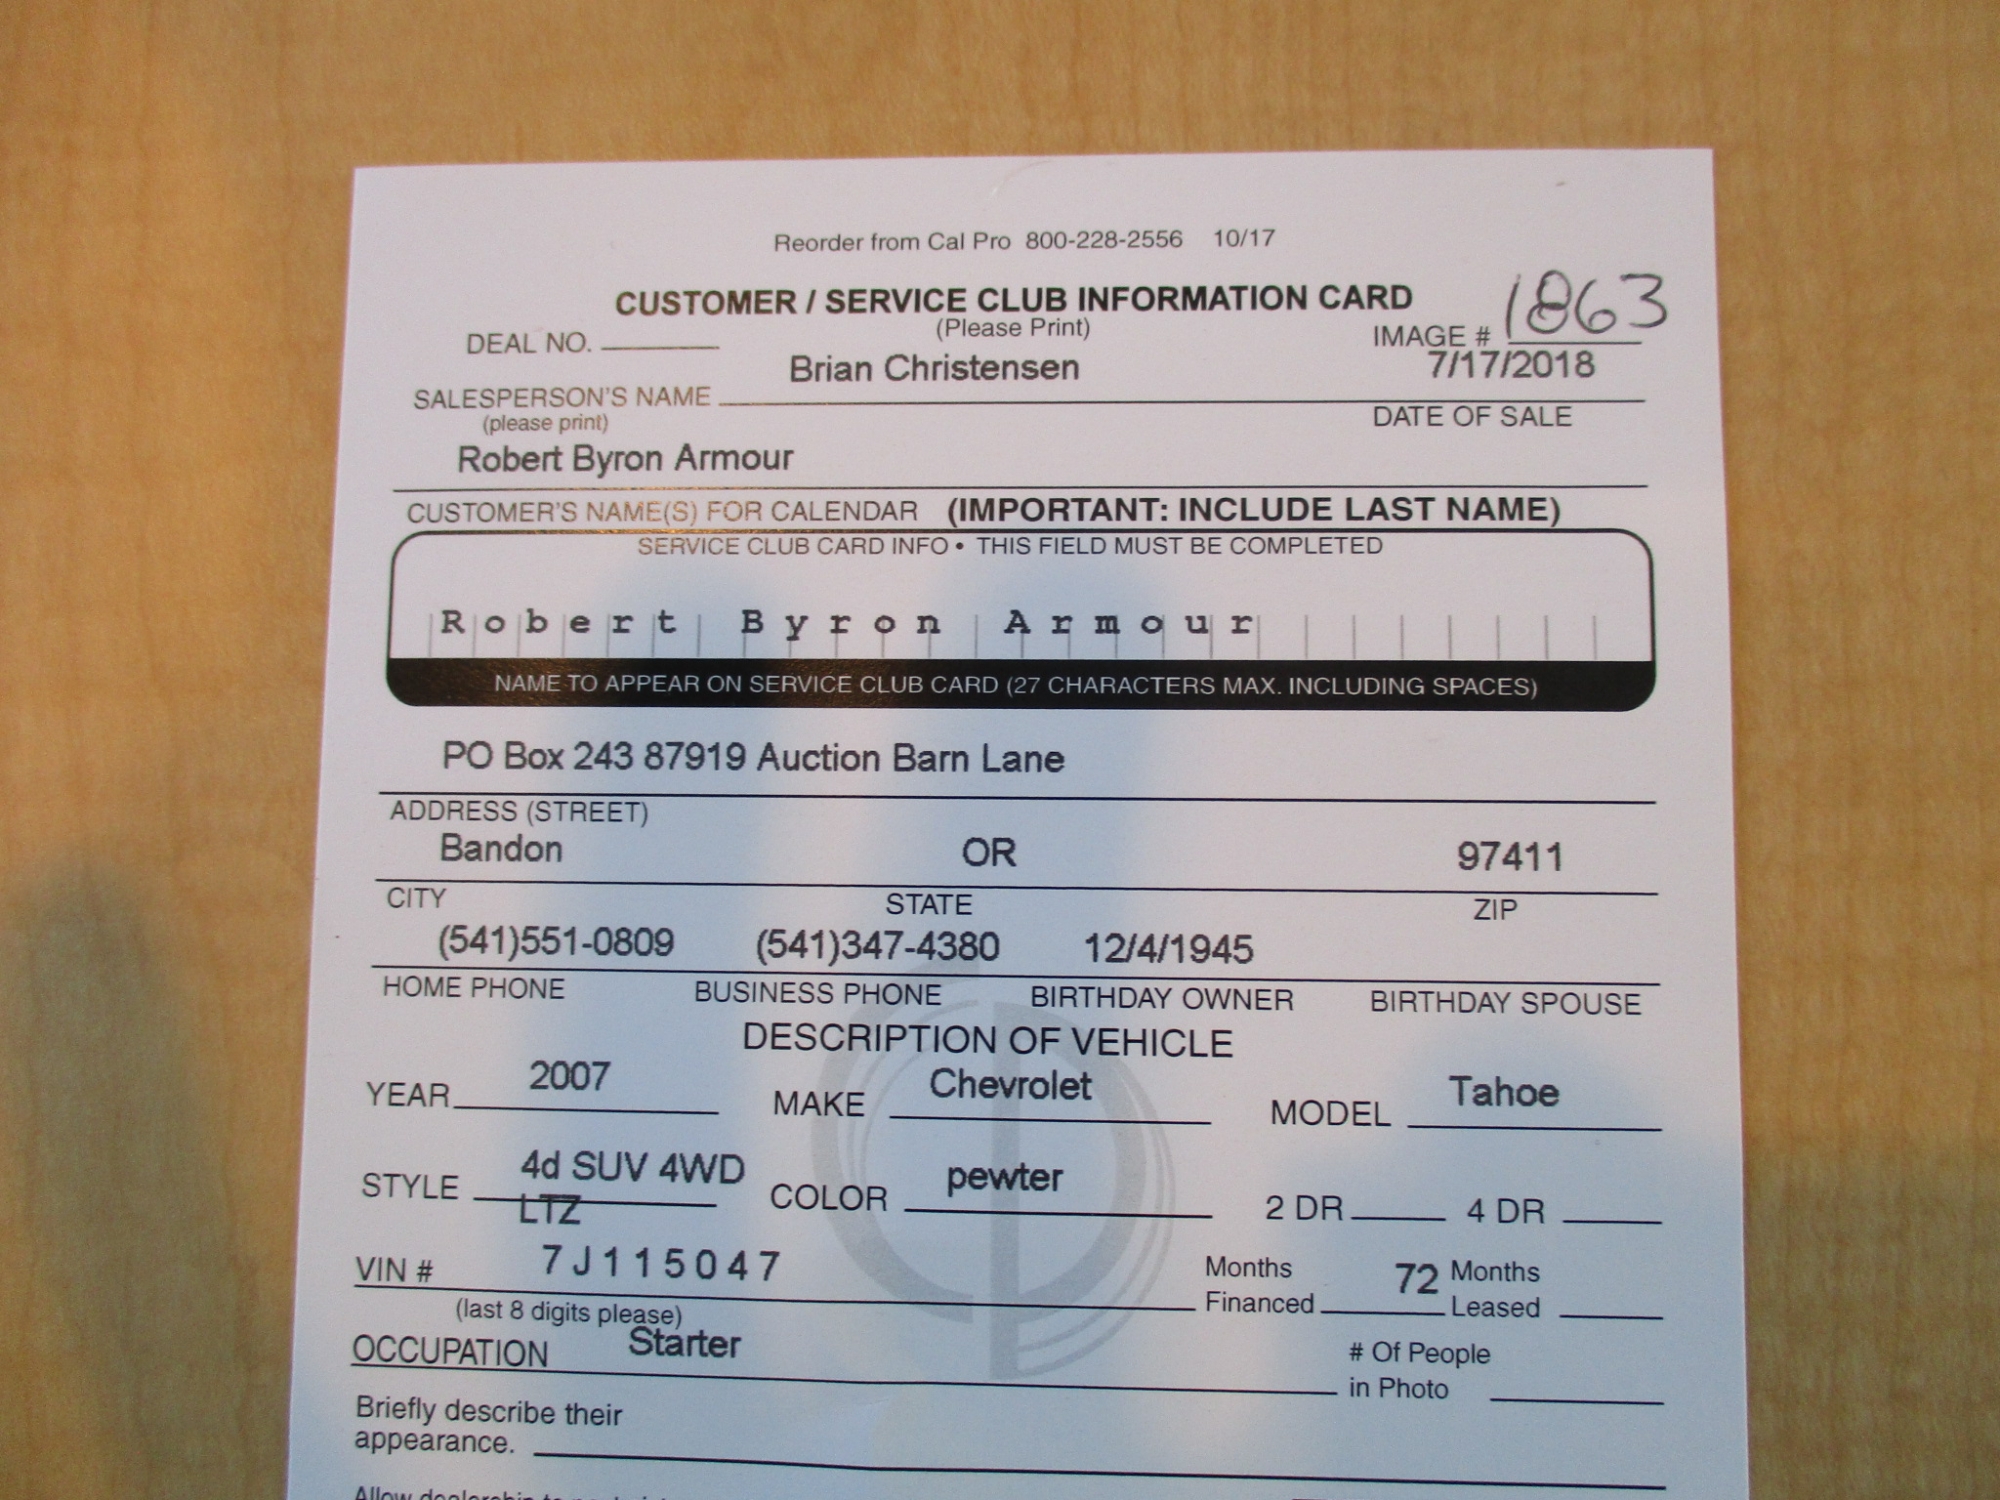 Reorder from Cal Pro 800-228-2556 10/17
CUSTOMER / SERVICE CLUB INFORMATION CARD
(Please Print)
DEAL NO.
IMAGE # 1863
Brian Christensen 7/17/2018
SALESPERSON'S NAME
(please print)
DATE OF SALE
Robert Byron Armour
CUSTOMER'S NAME(S) FOR CALENDAR (IMPORTANT: INCLUDE LAST NAME)
SERVICE CLUB CARD INFO • THIS FIELD MUST BE COMPLETED
Robert Byron Armour
NAME TO APPEAR ON SERVICE CLUB CARD (27 CHARACTERS MAX. INCLUDING SPACES)
PO Box 243 87919 Auction Barn Lane
ADDRESS (STREET)
Bandon OR 97411
CITY STATE ZIP
(541)551-0809 (541)347-4380 12/4/1945
HOME PHONE BUSINESS PHONE BIRTHDAY OWNER BIRTHDAY SPOUSE
DESCRIPTION OF VEHICLE
YEAR 2007 MAKE Chevrolet MODEL Tahoe
STYLE 4d SUV 4WD COLOR pewter 2 DR 4 DR
LTZ
VIN # 7J115047
(last 8 digits please)
Months Financed 72 Months Leased
OCCUPATION Starter
# Of People
in Photo
Briefly describe their
appearance.